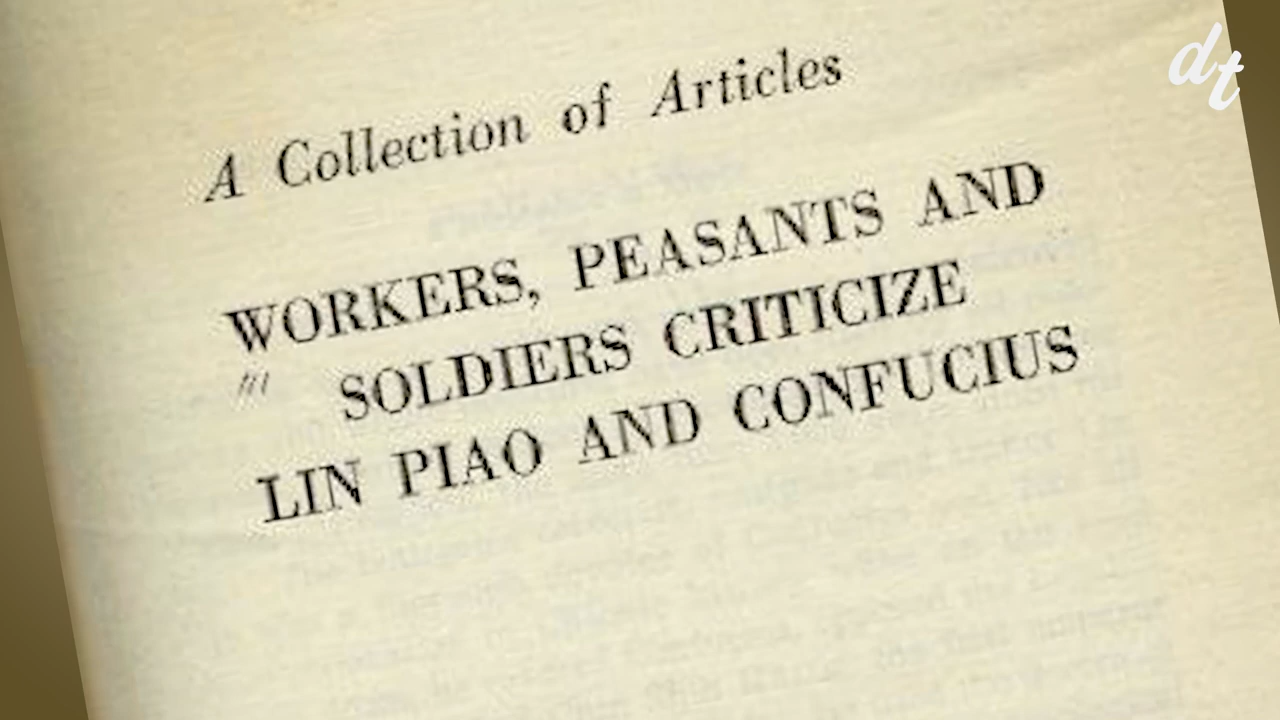 A Collection of Articles
WORKERS, PEASANTS AND
SOLDIERS CRITICIZE
LIN PIAO AND CONFUCIUS
dt